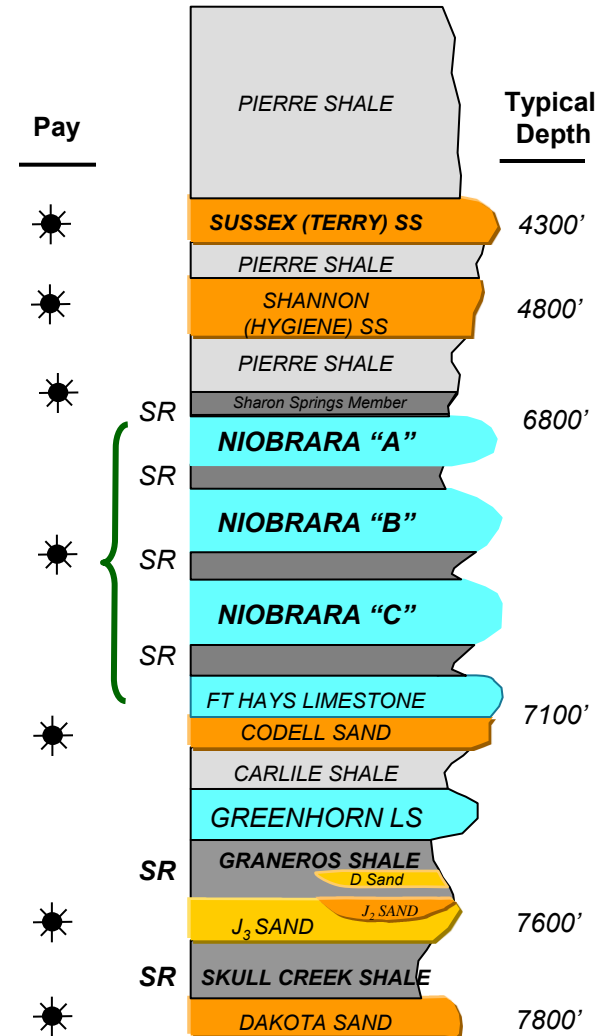 PIERRE SHALE
Pay
Typical
Depth
SUSSEX (TERRY) SS
4300’
PIERRE SHALE
SHANNON
(HYGIENE) SS
4800’
PIERRE SHALE
SR
Sharon Springs Member
6800’
NIOBRARA “A”
SR
NIOBRARA “B”
SR
NIOBRARA “C”
SR
FT HAYS LIMESTONE
7100’
CODELL SAND
CARLILE SHALE
GREENHORN LS
SR
GRANEROS SHALE
D Sand
J2 SAND
J3 SAND
7600’
SR
SKULL CREEK SHALE
DAKOTA SAND
7800’